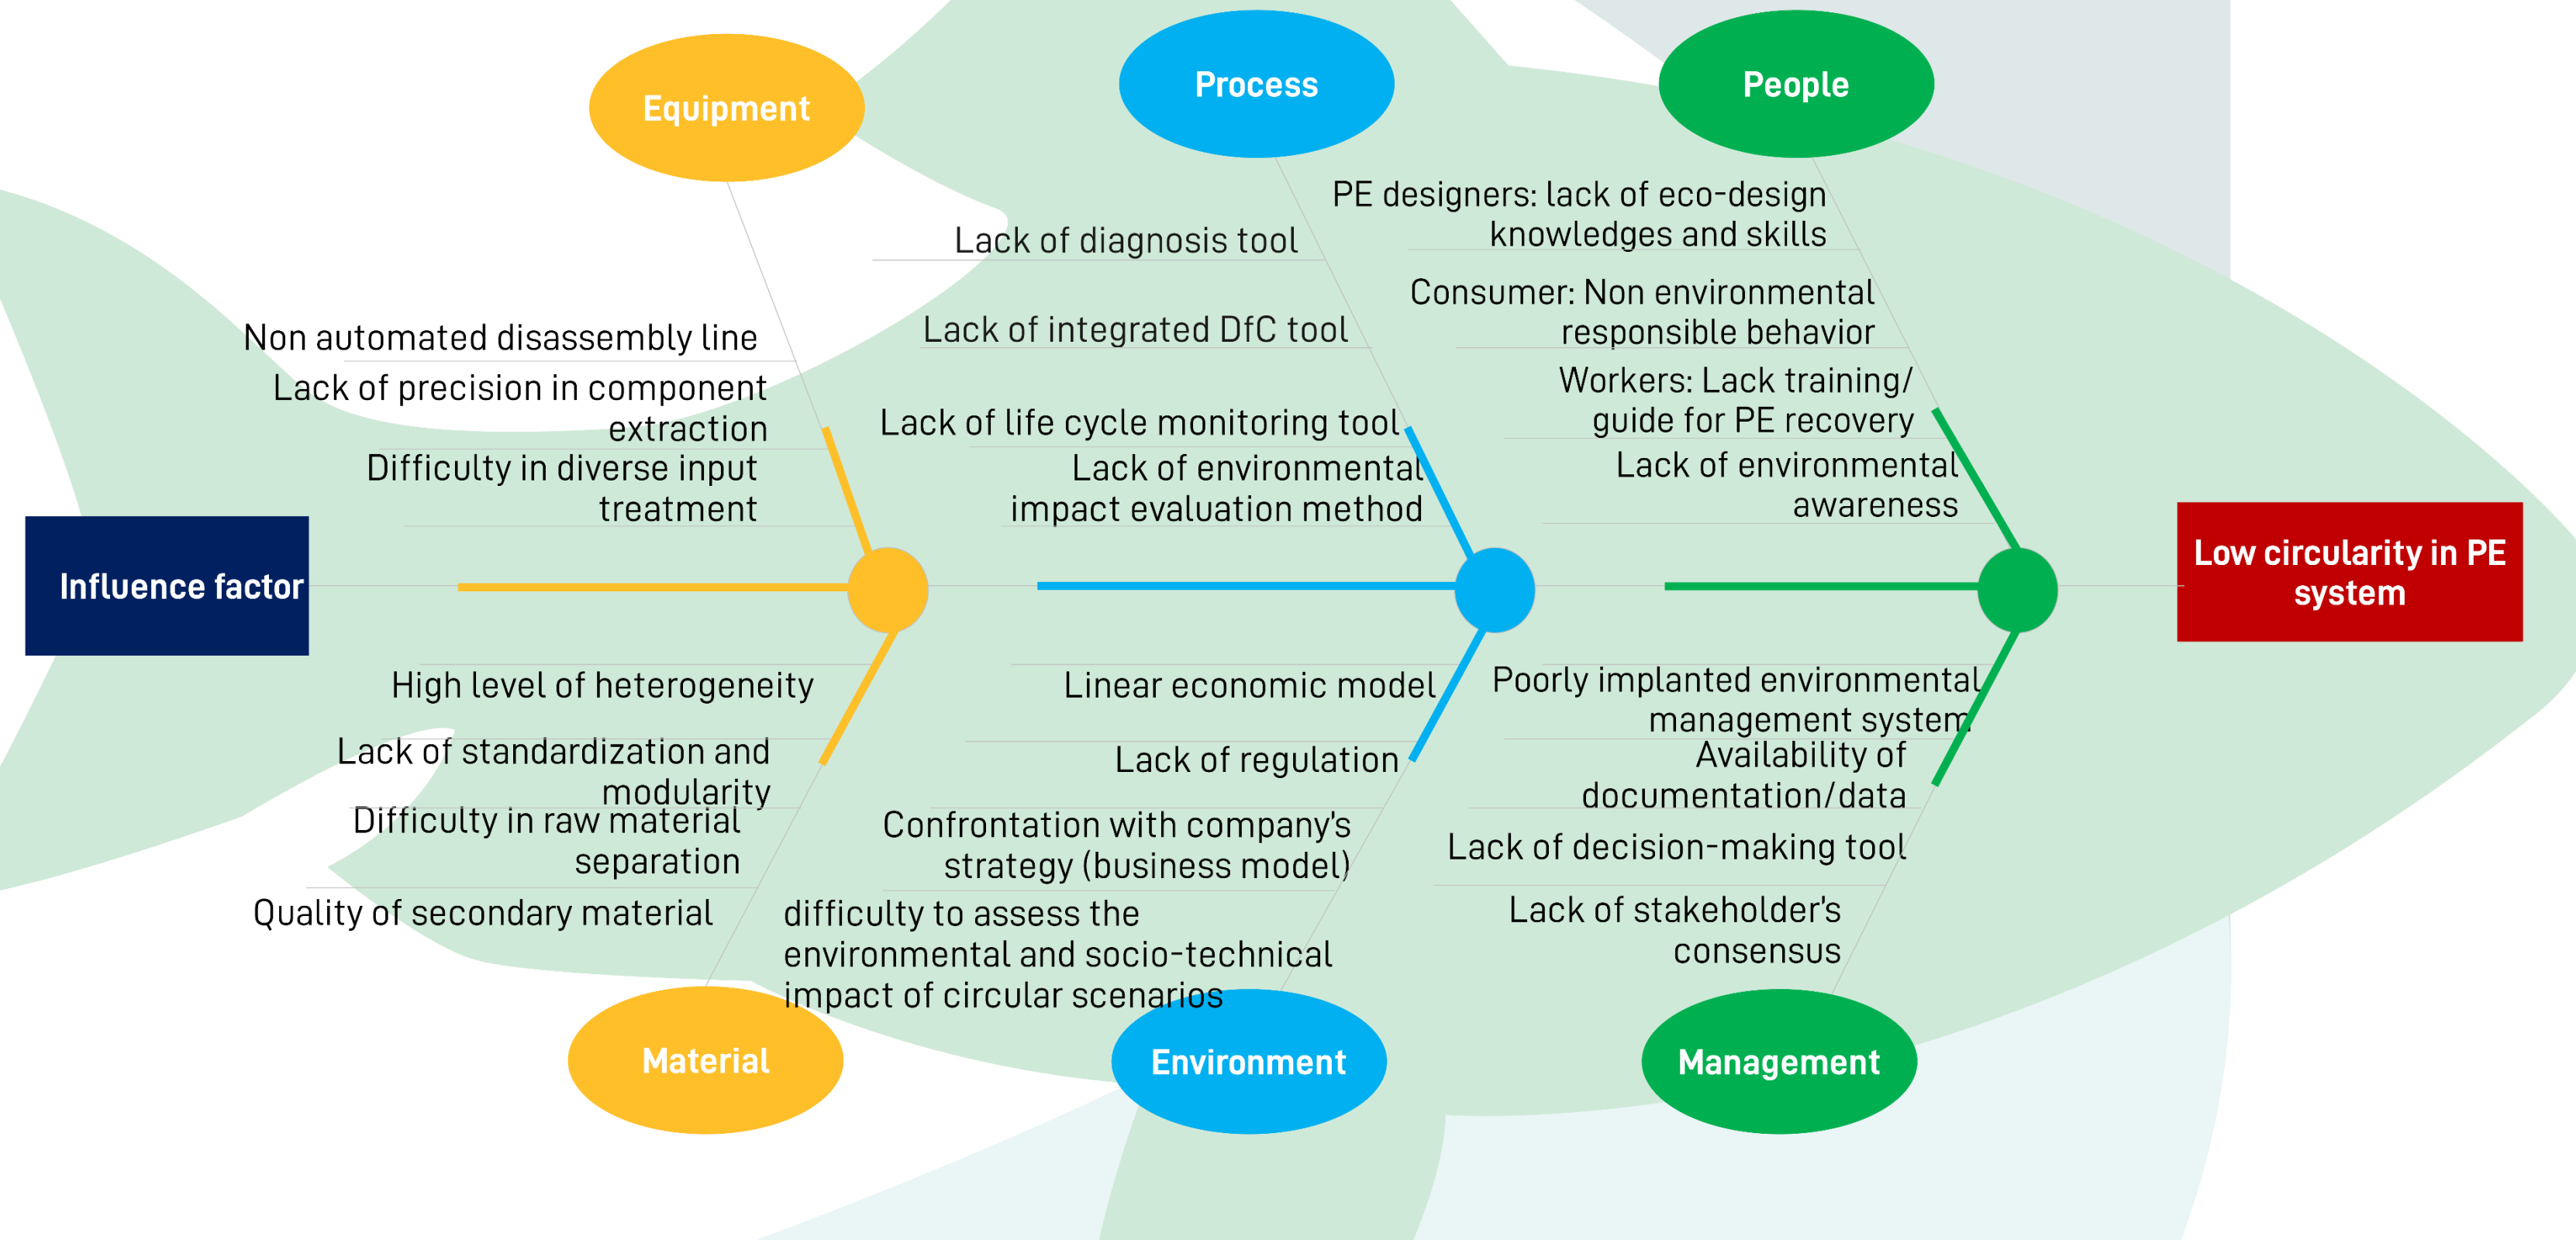 Equipment
Process
People
Non automated disassembly line
Lack of precision in component
extraction
Difficulty in diverse input
treatment
Lack of diagnosis tool
Lack of integrated DfC tool
Lack of life cycle monitoring tool
Lack of environmental
impact evaluation method
PE designers: lack of eco-design
knowledges and skills
Consumer: Non environmental
responsible behavior
Workers: Lack training/
guide for PE recovery
Lack of environmental
awareness
Influence factor
Low circularity in PE
system
High level of heterogeneity
Lack of standardization and
modularity
Difficulty in raw material
separation
Quality of secondary material
Linear economic model
Lack of regulation
Confrontation with company's
strategy (business model)
difficulty to assess the
environmental and socio-technical
impact of circular scenarios
Poorly implanted environmental
management system
Availability of
documentation/data
Lack of decision-making tool
Lack of stakeholder's
consensus
Material
Environment
Management